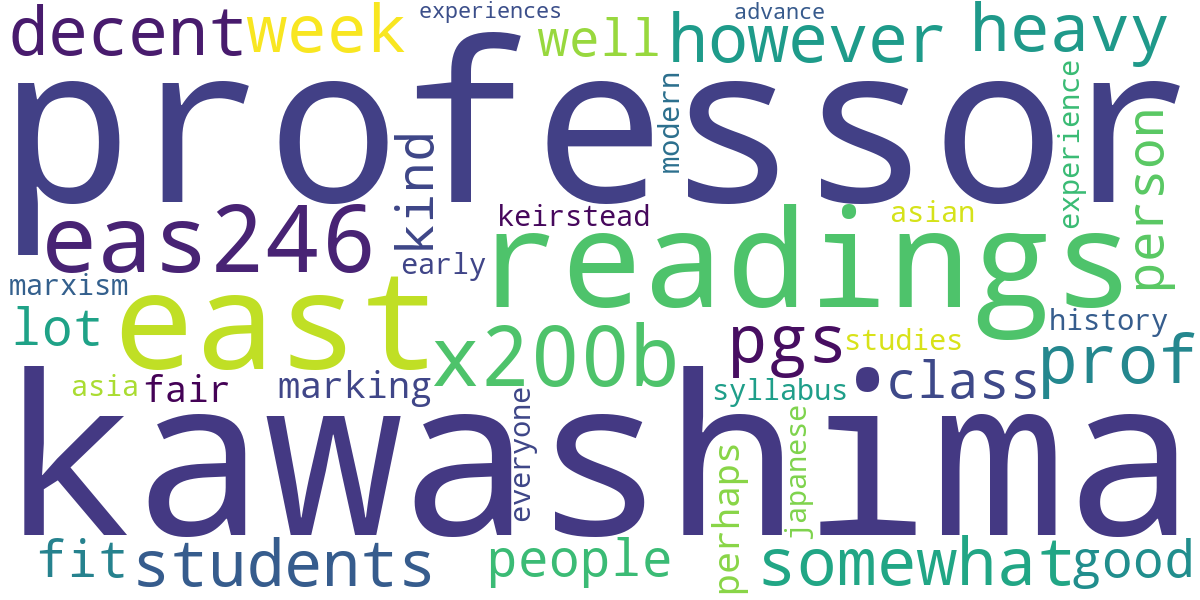 experiences
advance
decent
week
well
however
heavy
professor
modern
experience
person
kind
eas246
keirstead
asian
readings
early
marxism
east
lot
x200b
pgs
history
studies
prof
asia
fair
marking
syllabus
class
kawashima
everyone
japanese
perhaps
fit
students
people
somewhat
good